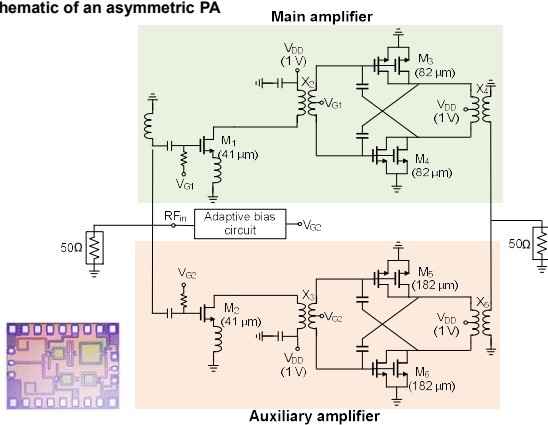 hematic of an asymmetric PA
Main amplifier
VDD
(1 V)
X2
VG1
M3
(82 μm)
X4
VDD
(1 V)
M1
(41 μm)
VG1
M4
(82 μm)
RFin
Adaptive bias
circuit
VG2
50Ω
50Ω
VG2
M2
(41 μm)
X3
VG2
VDD
(1 V)
M5
(182 μm)
X5
VDD
(1 V)
M6
(182 μm)
Auxiliary amplifier